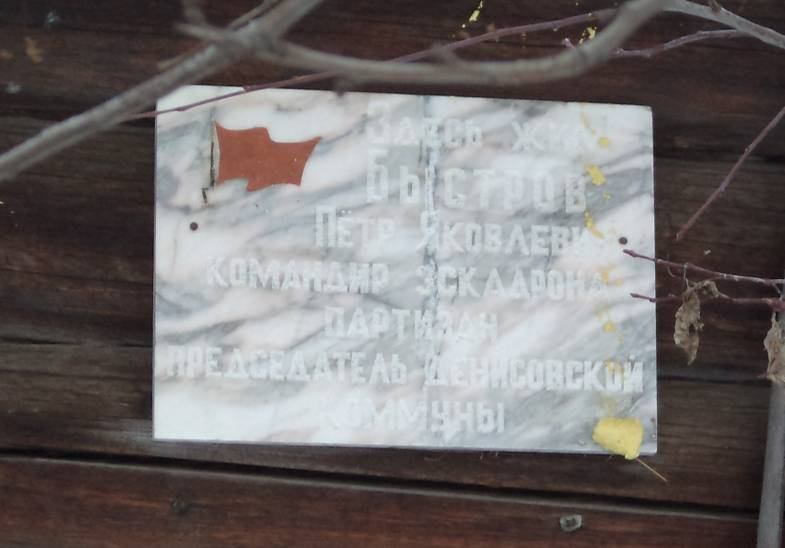 Здесь жил
Быстров
Пётр Яковлевич
командир эскадрона
партизан
председатель Денисовской
коммуны